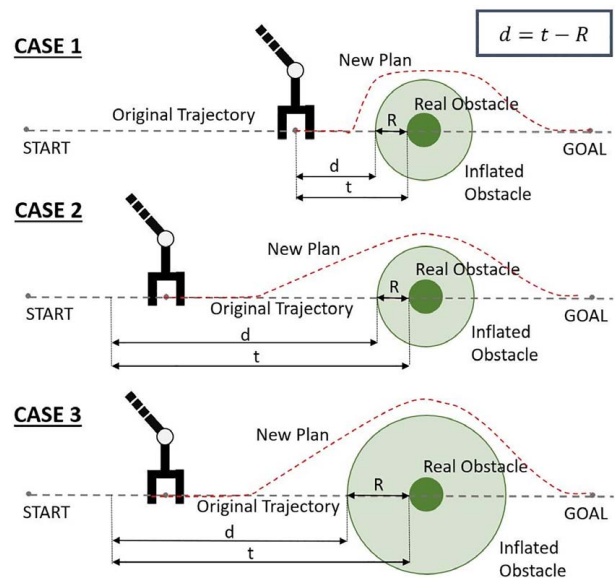 d = t − R
CASE 1
New Plan
Original Trajectory
Real Obstacle
R
START
GOAL
d
Inflated
Obstacle
t
CASE 2
New Plan
Real Obstacle
R
START
Original Trajectory
GOAL
d
Inflated
Obstacle
t
CASE 3
New Plan
Real Obstacle
R
START
Original Trajectory
GOAL
d
t
Inflated
Obstacle